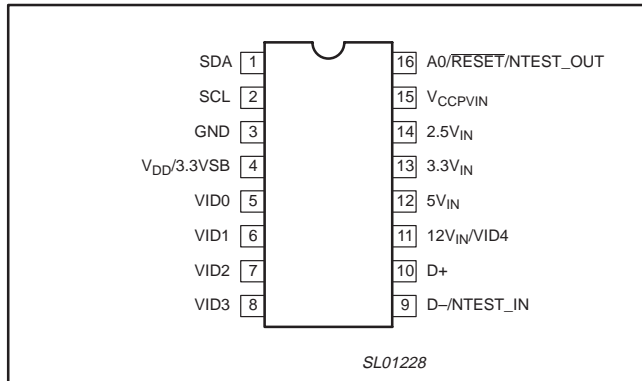 SDA 1 16 A0/RESET/NTEST_OUT
SCL 2 15 VCCPVIN
GND 3 14 2.5VIN
VDD/3.3VSB 4 13 3.3VIN
VID0 5 12 5VIN
VID1 6 11 12VIN/VID4
VID2 7 10 D+
VID3 8 9 D–/NTEST_IN
SL01228